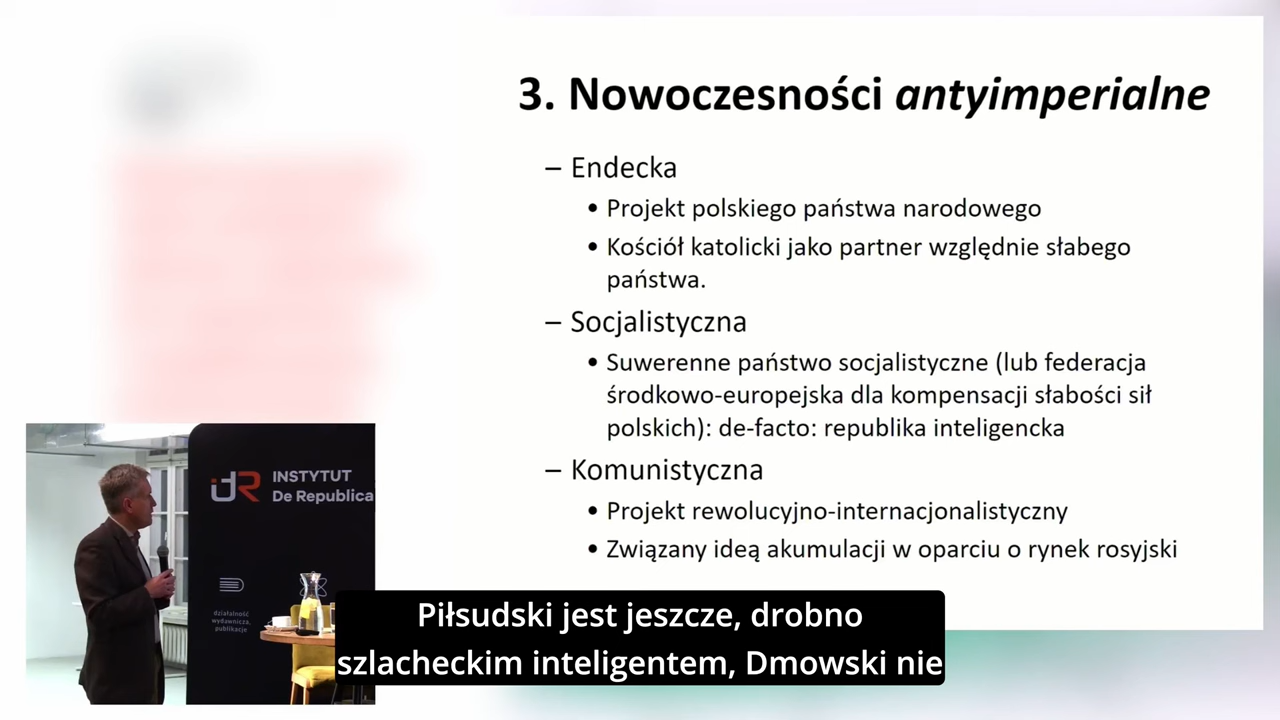 3. Nowoczesności antyimperialne
– Endecka
• Projekt polskiego państwa narodowego
• Kościół katolicki jako partner względnie słabego
państwa.
– Socjalistyczna
• Suwerenne państwo socjalistyczne (lub federacja
środkowo-europejska dla kompensacji słabości sił
polskich): de-facto: republika inteligencka
– Komunistyczna
• Projekt rewolucyjno-internacjonalistyczny
• Związany ideą akumulacji w oparciu o rynek rosyjski
idR INSTYTUT
De Republica
działalność
wydawnicza,
publikacje
Piłsudski jest jeszcze, drobno
szlacheckim inteligentem, Dmowski nie